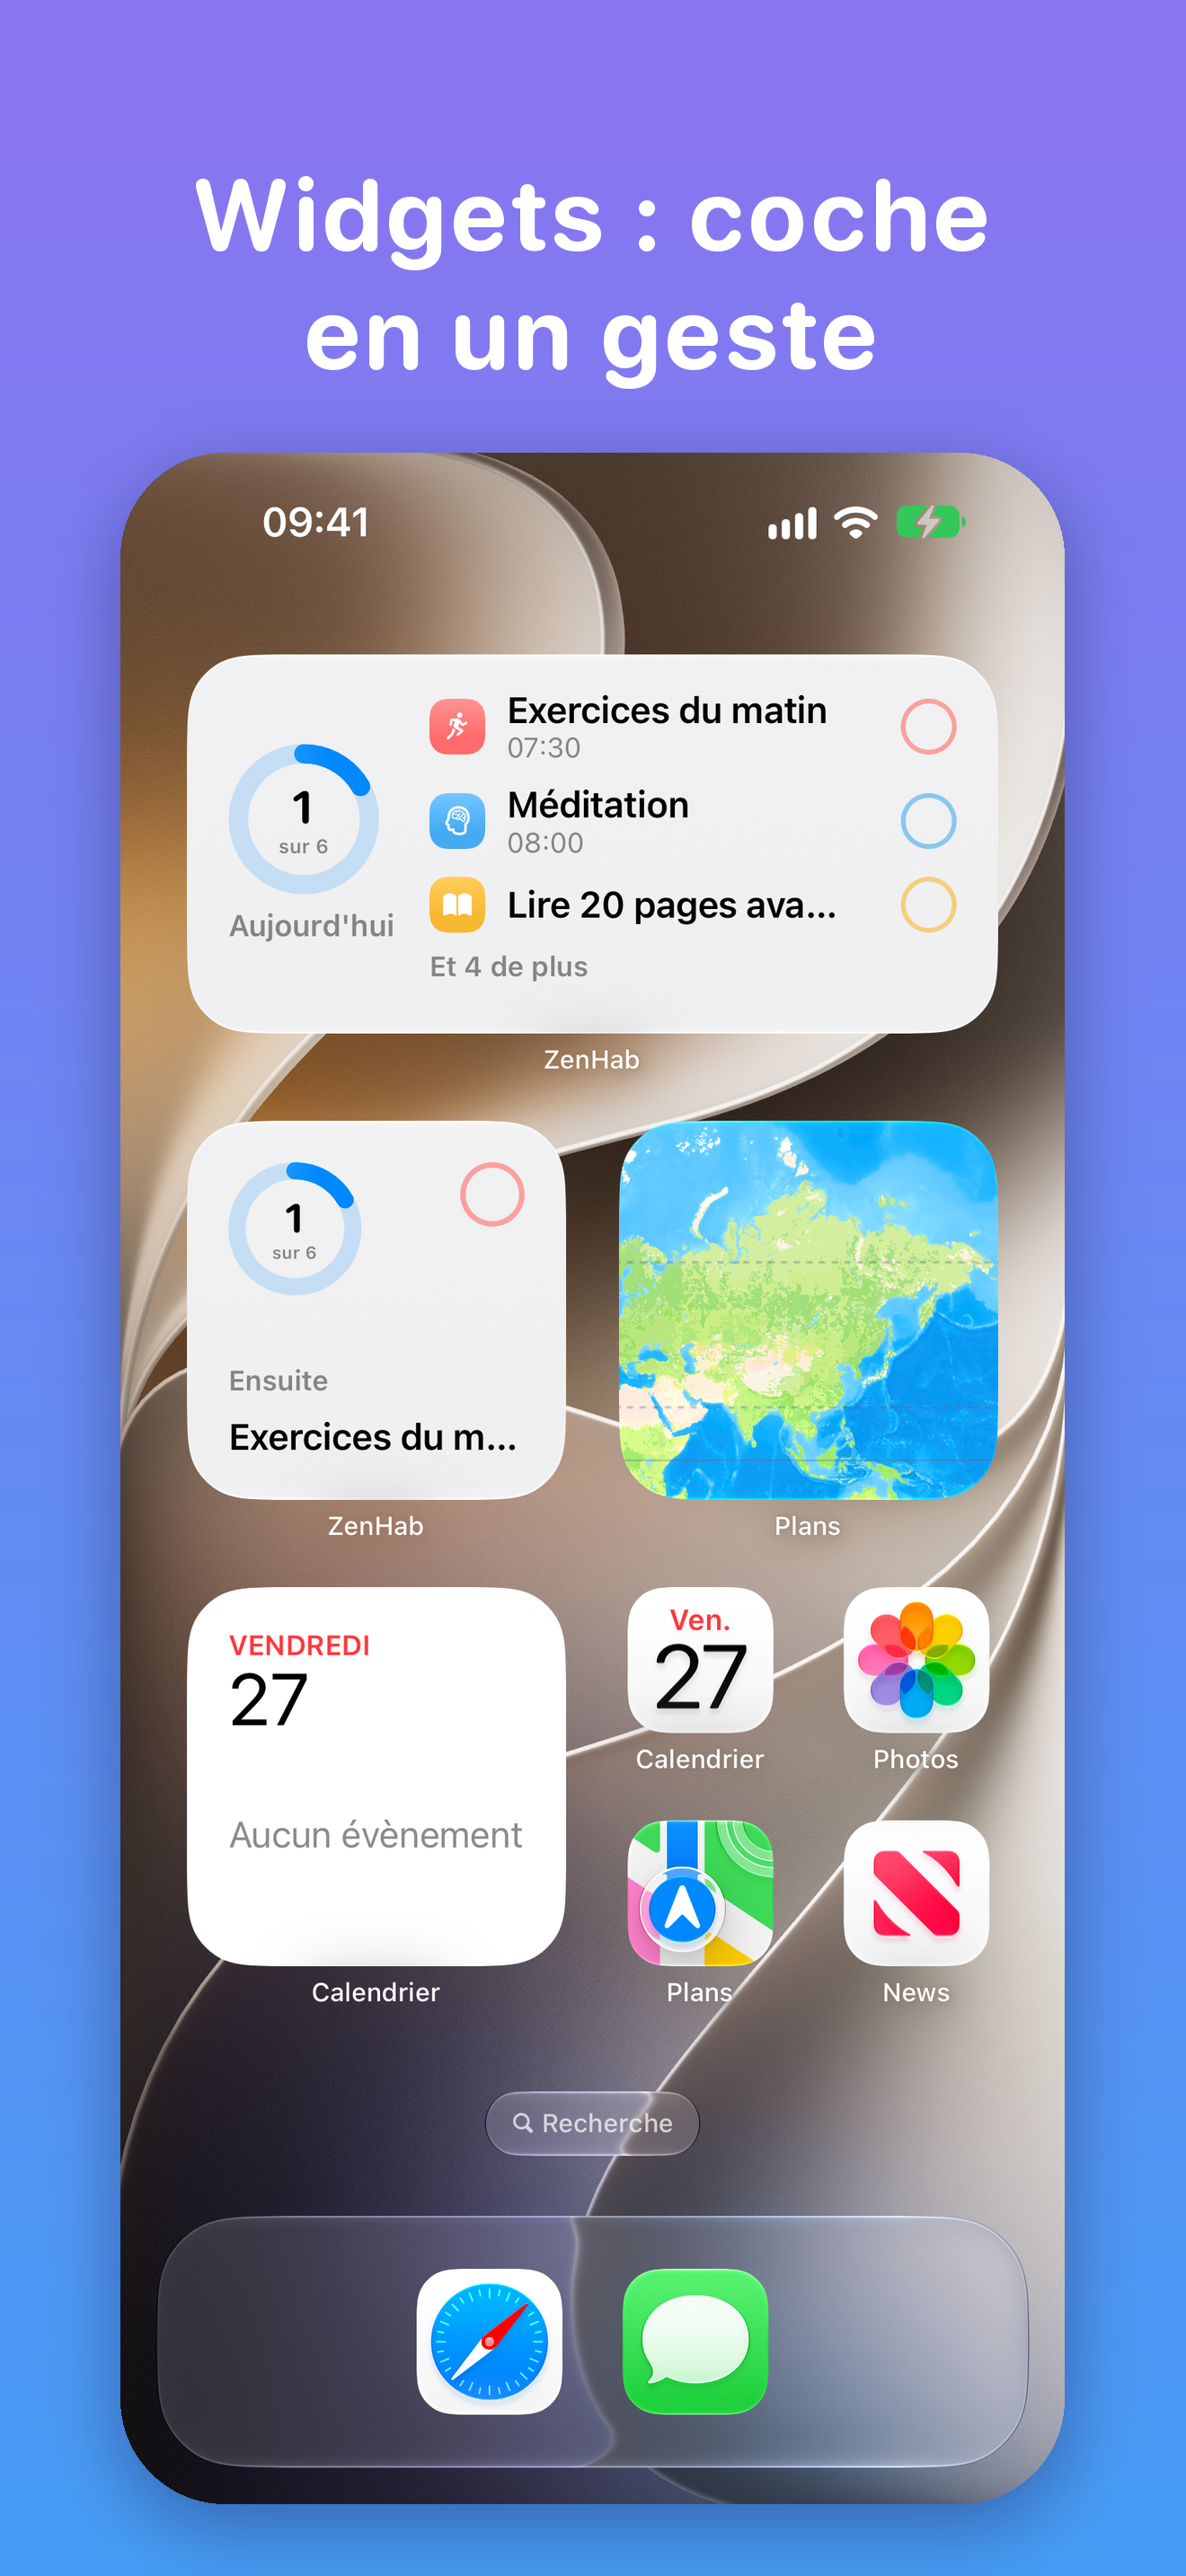 Widgets : coche
en un geste
09:41
1
sur 6
Aujourd'hui
Exercices du matin
07:30
Méditation
08:00
Lire 20 pages ava...
Et 4 de plus
ZenHab
1
sur 6
Ensuite
Exercices du m...
ZenHab
Plans
VENDREDI
27
Aucun évènement
Calendrier
Ven.
27
Calendrier
Photos
Plans
News
Recherche